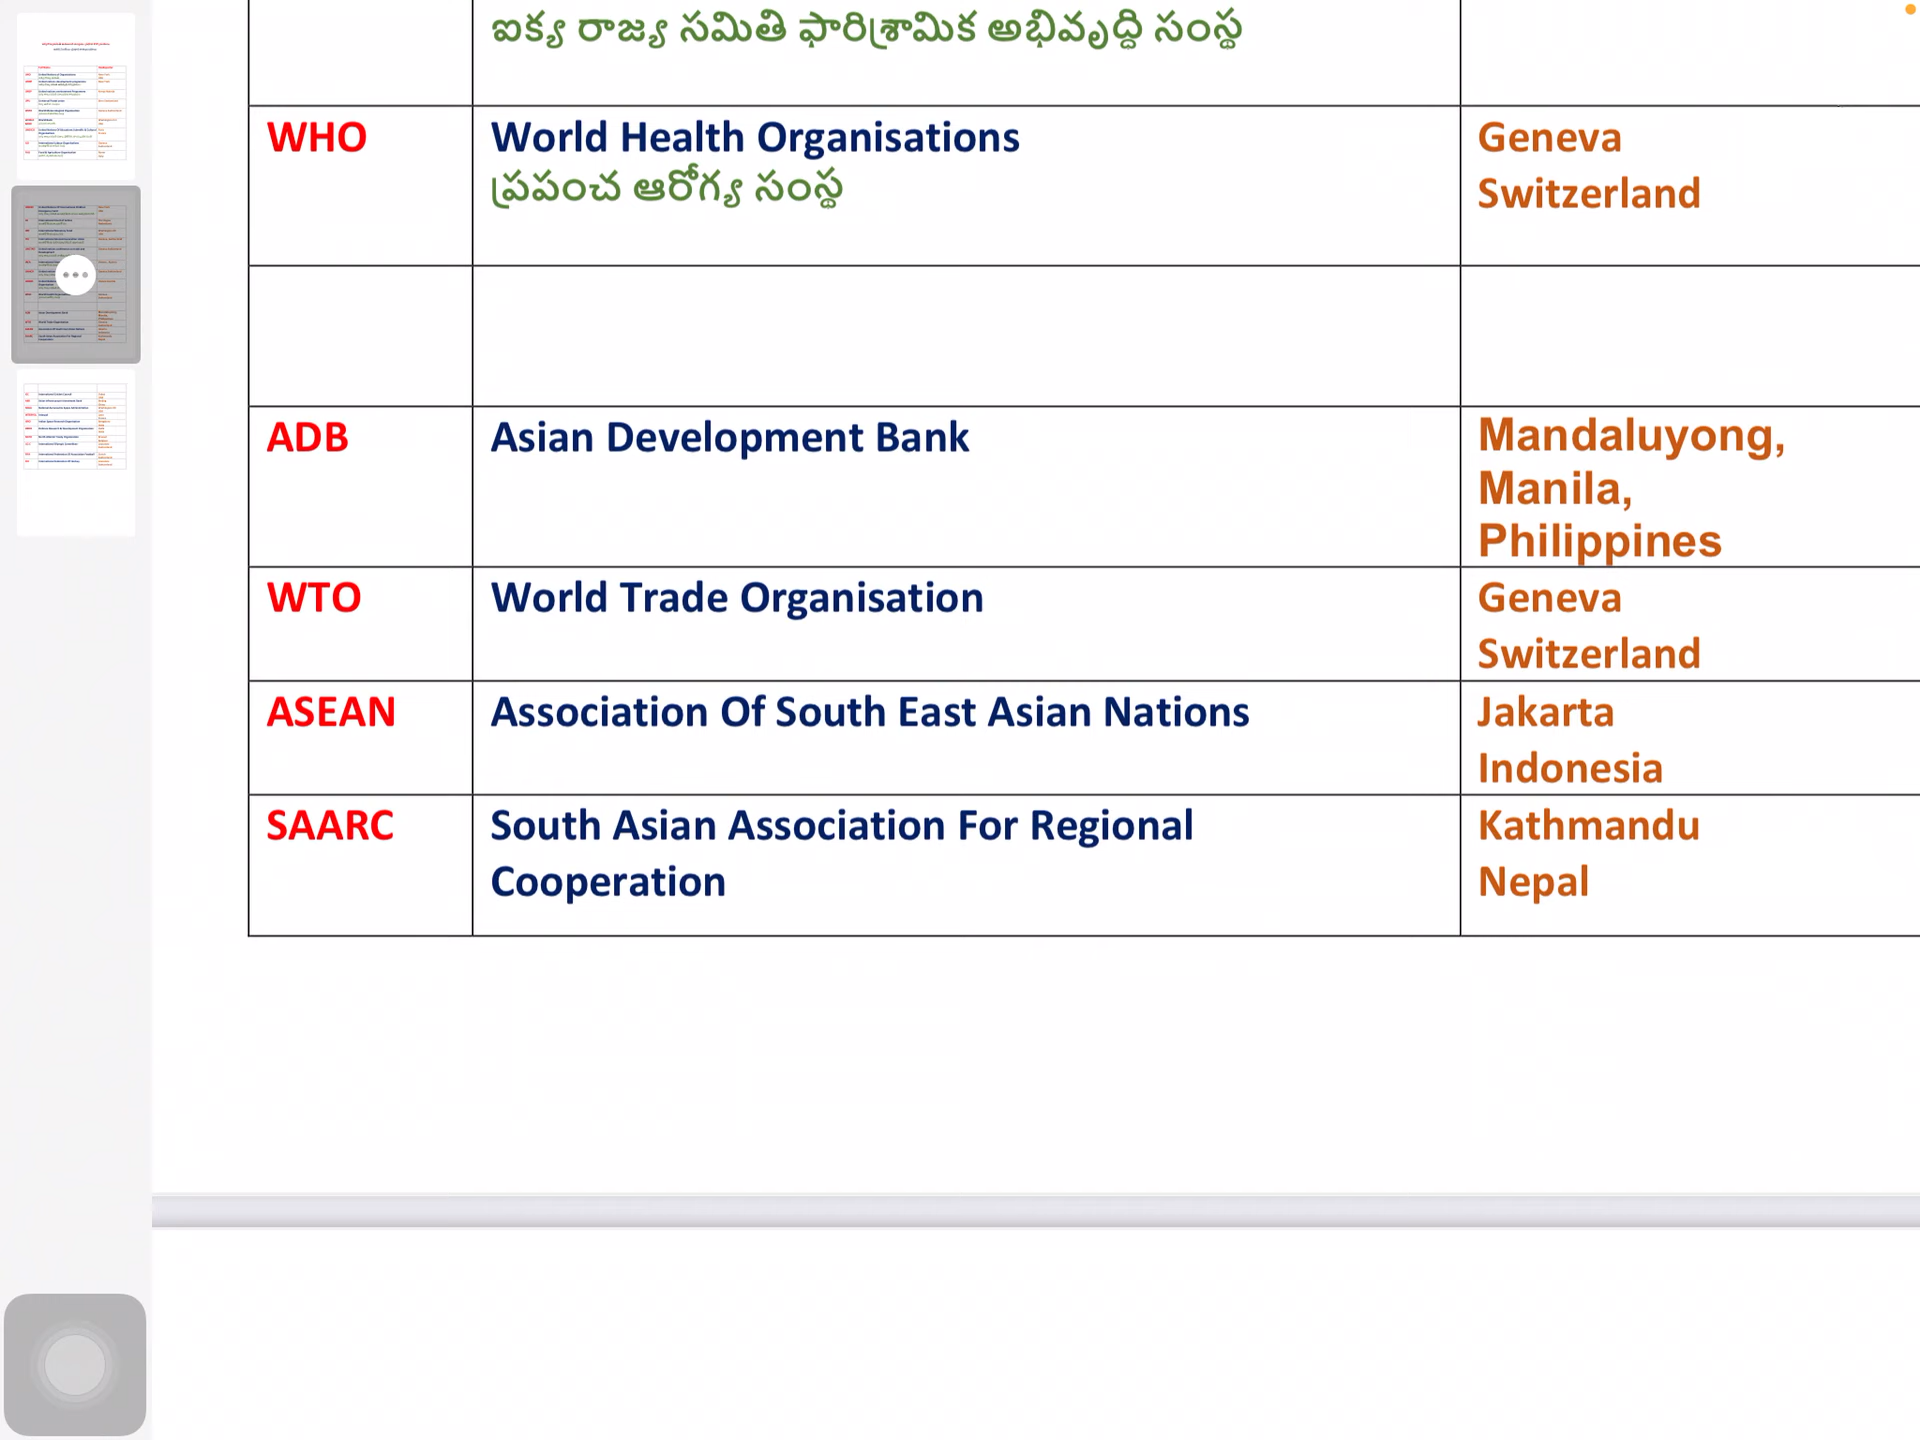 ఐక్య రాజ్య సమితి ఫారిశ్రామిక అభివృద్ధి సంస్థ
WHO
World Health Organisations
ప్రపంచ ఆరోగ్య సంస్థ
Geneva
Switzerland
ADB
Asian Development Bank
Mandaluyong,
Manila,
Philippines
WTO
World Trade Organisation
Geneva
Switzerland
ASEAN
Association Of South East Asian Nations
Jakarta
Indonesia
SAARC
South Asian Association For Regional
Cooperation
Kathmandu
Nepal